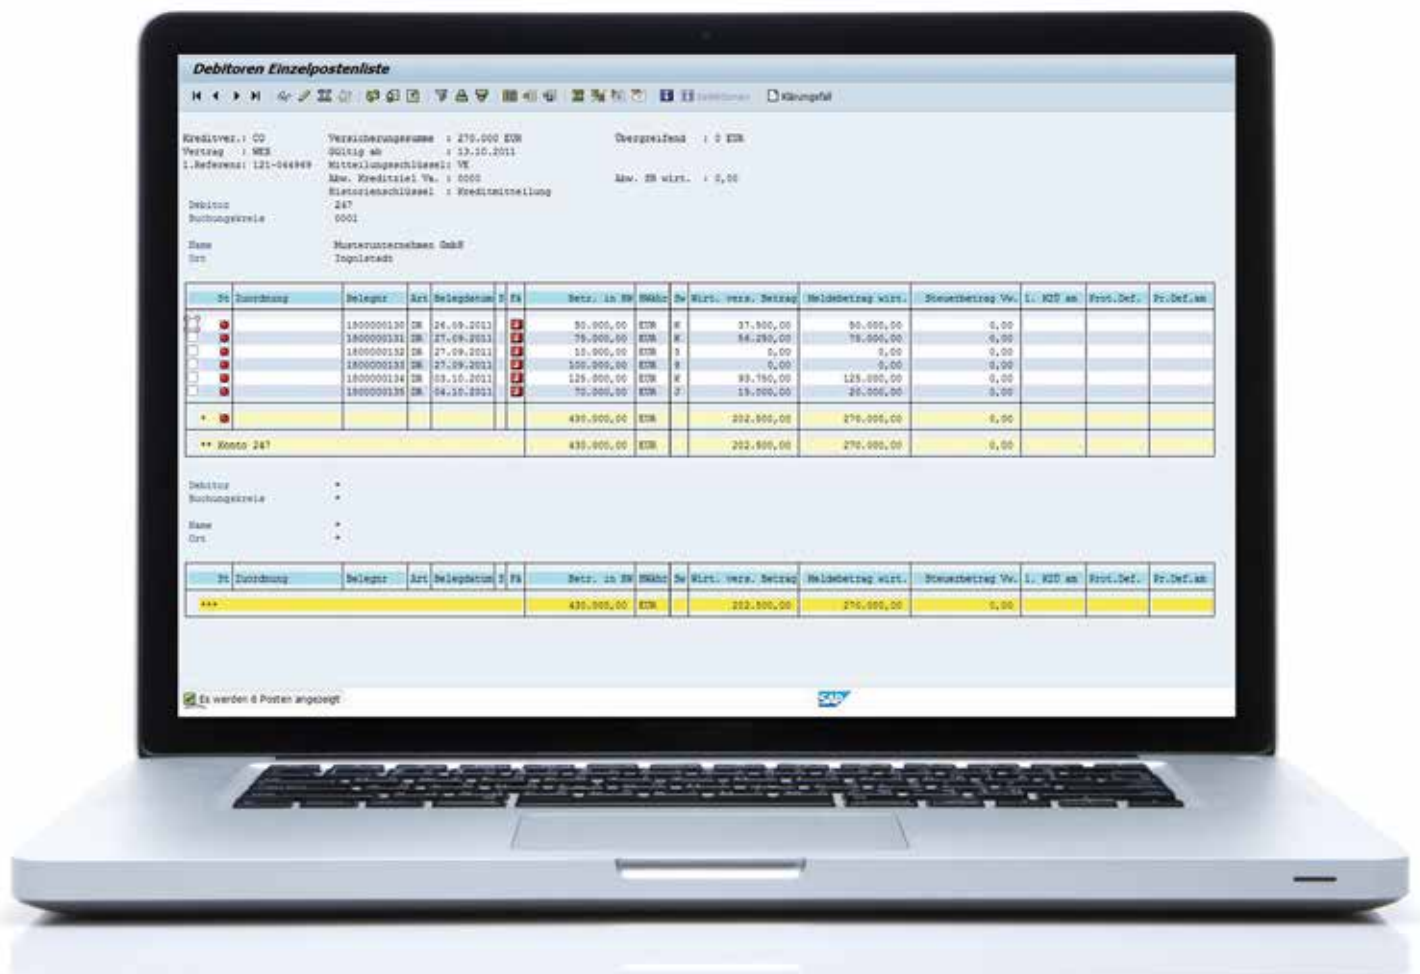 Debitoren Einzelpostenliste
Selektionen Klärungsfall
Kreditver.: CO Versicherungssumme : 270.000 EUR Übergreifend : 0 EUR
Vertrag : WKS Gültig ab : 13.10.2011
1.Referenz: 121-044969 Mitteilungsschlüssel: VK
Abw. Kreditziel Va. : 0000 Abw. SB wirt. : 0,00
Historienschlüssel : Kreditmitteilung
Debitor 247
Buchungskreis 0001
Name Musterunternehmen GmbH
Ort Ingolstadt
St Zuordnung Belegnr Art Belegdatum S Fä Betr. in HW HWähr Sw Wirt. vers. Betrag Meldebetrag wirt. Steuerbetrag Vw. 1. NZÜ am Prot.Def. Pr.Def.am
1800000130 DR 26.09.2011 50.000,00 EUR K 37.500,00 50.000,00 0,00
1800000131 DR 27.09.2011 75.000,00 EUR K 56.250,00 75.000,00 0,00
1800000132 DR 27.09.2011 10.000,00 EUR S 0,00 0,00 0,00
1800000133 DR 27.09.2011 100.000,00 EUR S 0,00 0,00 0,00
1800000134 DR 03.10.2011 125.000,00 EUR K 93.750,00 125.000,00 0,00
1800000135 DR 04.10.2011 70.000,00 EUR J 15.000,00 20.000,00 0,00
* 430.000,00 EUR 202.500,00 270.000,00 0,00
** Konto 247 430.000,00 EUR 202.500,00 270.000,00 0,00
Debitor *
Buchungskreis *
Name *
Ort *
St Zuordnung Belegnr Art Belegdatum S Fä Betr. in HW HWähr Sw Wirt. vers. Betrag Meldebetrag wirt. Steuerbetrag Vw. 1. NZÜ am Prot.Def. Pr.Def.am
*** 430.000,00 EUR 202.500,00 270.000,00 0,00
Es werden 6 Posten angezeigt
SAP